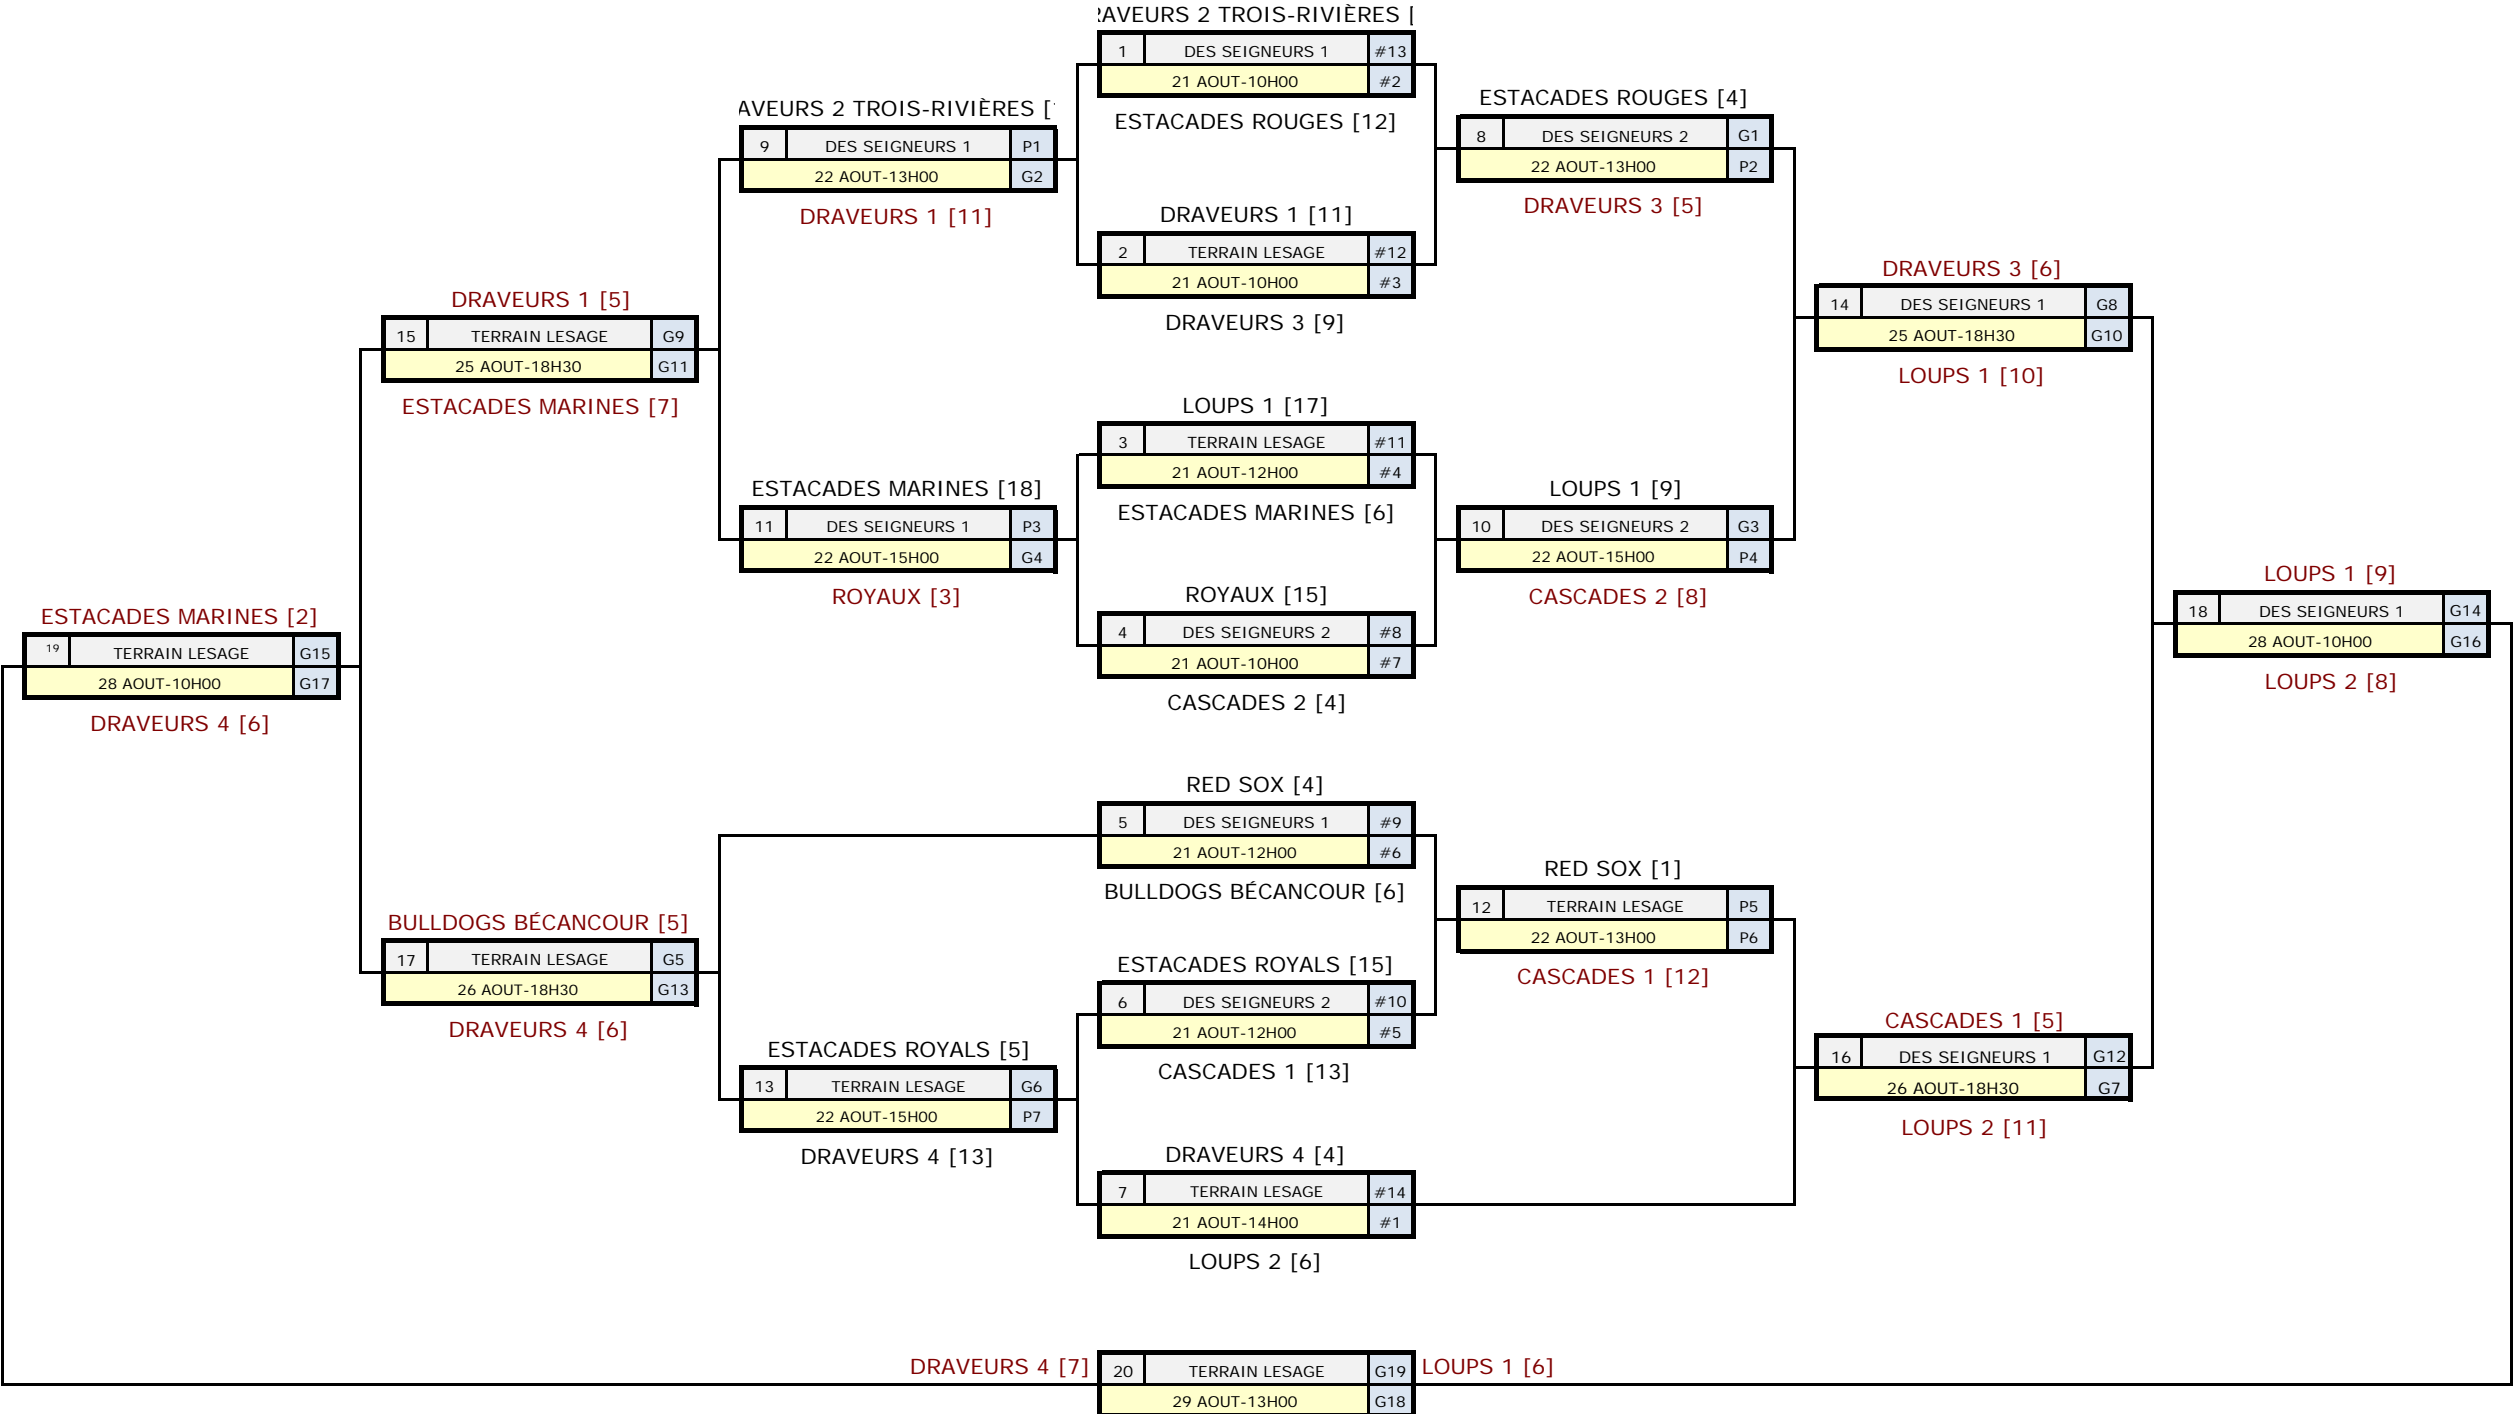 RAVEURS 2 TROIS-RIVIÈRES [
1 DES SEIGNEURS 1 #13
21 AOUT-10H00 #2
ESTACADES ROUGES [12]
AVEURS 2 TROIS-RIVIÈRES [
9 DES SEIGNEURS 1 P1
22 AOUT-13H00 G2
DRAVEURS 1 [11]
ESTACADES ROUGES [4]
8 DES SEIGNEURS 2 G1
22 AOUT-13H00 P2
DRAVEURS 3 [5]
DRAVEURS 1 [11]
2 TERRAIN LESAGE #12
21 AOUT-10H00 #3
DRAVEURS 3 [9]
DRAVEURS 1 [5]
15 TERRAIN LESAGE G9
25 AOUT-18H30 G11
ESTACADES MARINES [7]
DRAVEURS 3 [6]
14 DES SEIGNEURS 1 G8
25 AOUT-18H30 G10
LOUPS 1 [10]
LOUPS 1 [17]
3 TERRAIN LESAGE #11
21 AOUT-12H00 #4
ESTACADES MARINES [6]
ESTACADES MARINES [18]
11 DES SEIGNEURS 1 P3
22 AOUT-15H00 G4
ROYAUX [3]
LOUPS 1 [9]
10 DES SEIGNEURS 2 G3
22 AOUT-15H00 P4
CASCADES 2 [8]
ROYAUX [15]
4 DES SEIGNEURS 2 #8
21 AOUT-10H00 #7
CASCADES 2 [4]
ESTACADES MARINES [2]
19 TERRAIN LESAGE G15
28 AOUT-10H00 G17
DRAVEURS 4 [6]
LOUPS 1 [9]
18 DES SEIGNEURS 1 G14
28 AOUT-10H00 G16
LOUPS 2 [8]
RED SOX [4]
5 DES SEIGNEURS 1 #9
21 AOUT-12H00 #6
BULLDOGS BÉCANCOUR [6]
RED SOX [1]
12 TERRAIN LESAGE P5
22 AOUT-13H00 P6
CASCADES 1 [12]
BULLDOGS BÉCANCOUR [5]
17 TERRAIN LESAGE G5
26 AOUT-18H30 G13
DRAVEURS 4 [6]
ESTACADES ROYALS [15]
6 DES SEIGNEURS 2 #10
21 AOUT-12H00 #5
CASCADES 1 [13]
ESTACADES ROYALS [5]
13 TERRAIN LESAGE G6
22 AOUT-15H00 P7
DRAVEURS 4 [13]
CASCADES 1 [5]
16 DES SEIGNEURS 1 G12
26 AOUT-18H30 G7
LOUPS 2 [11]
DRAVEURS 4 [4]
7 TERRAIN LESAGE #14
21 AOUT-14H00 #1
LOUPS 2 [6]
DRAVEURS 4 [7] 20 TERRAIN LESAGE G19 LOUPS 1 [6]
29 AOUT-13H00 G18